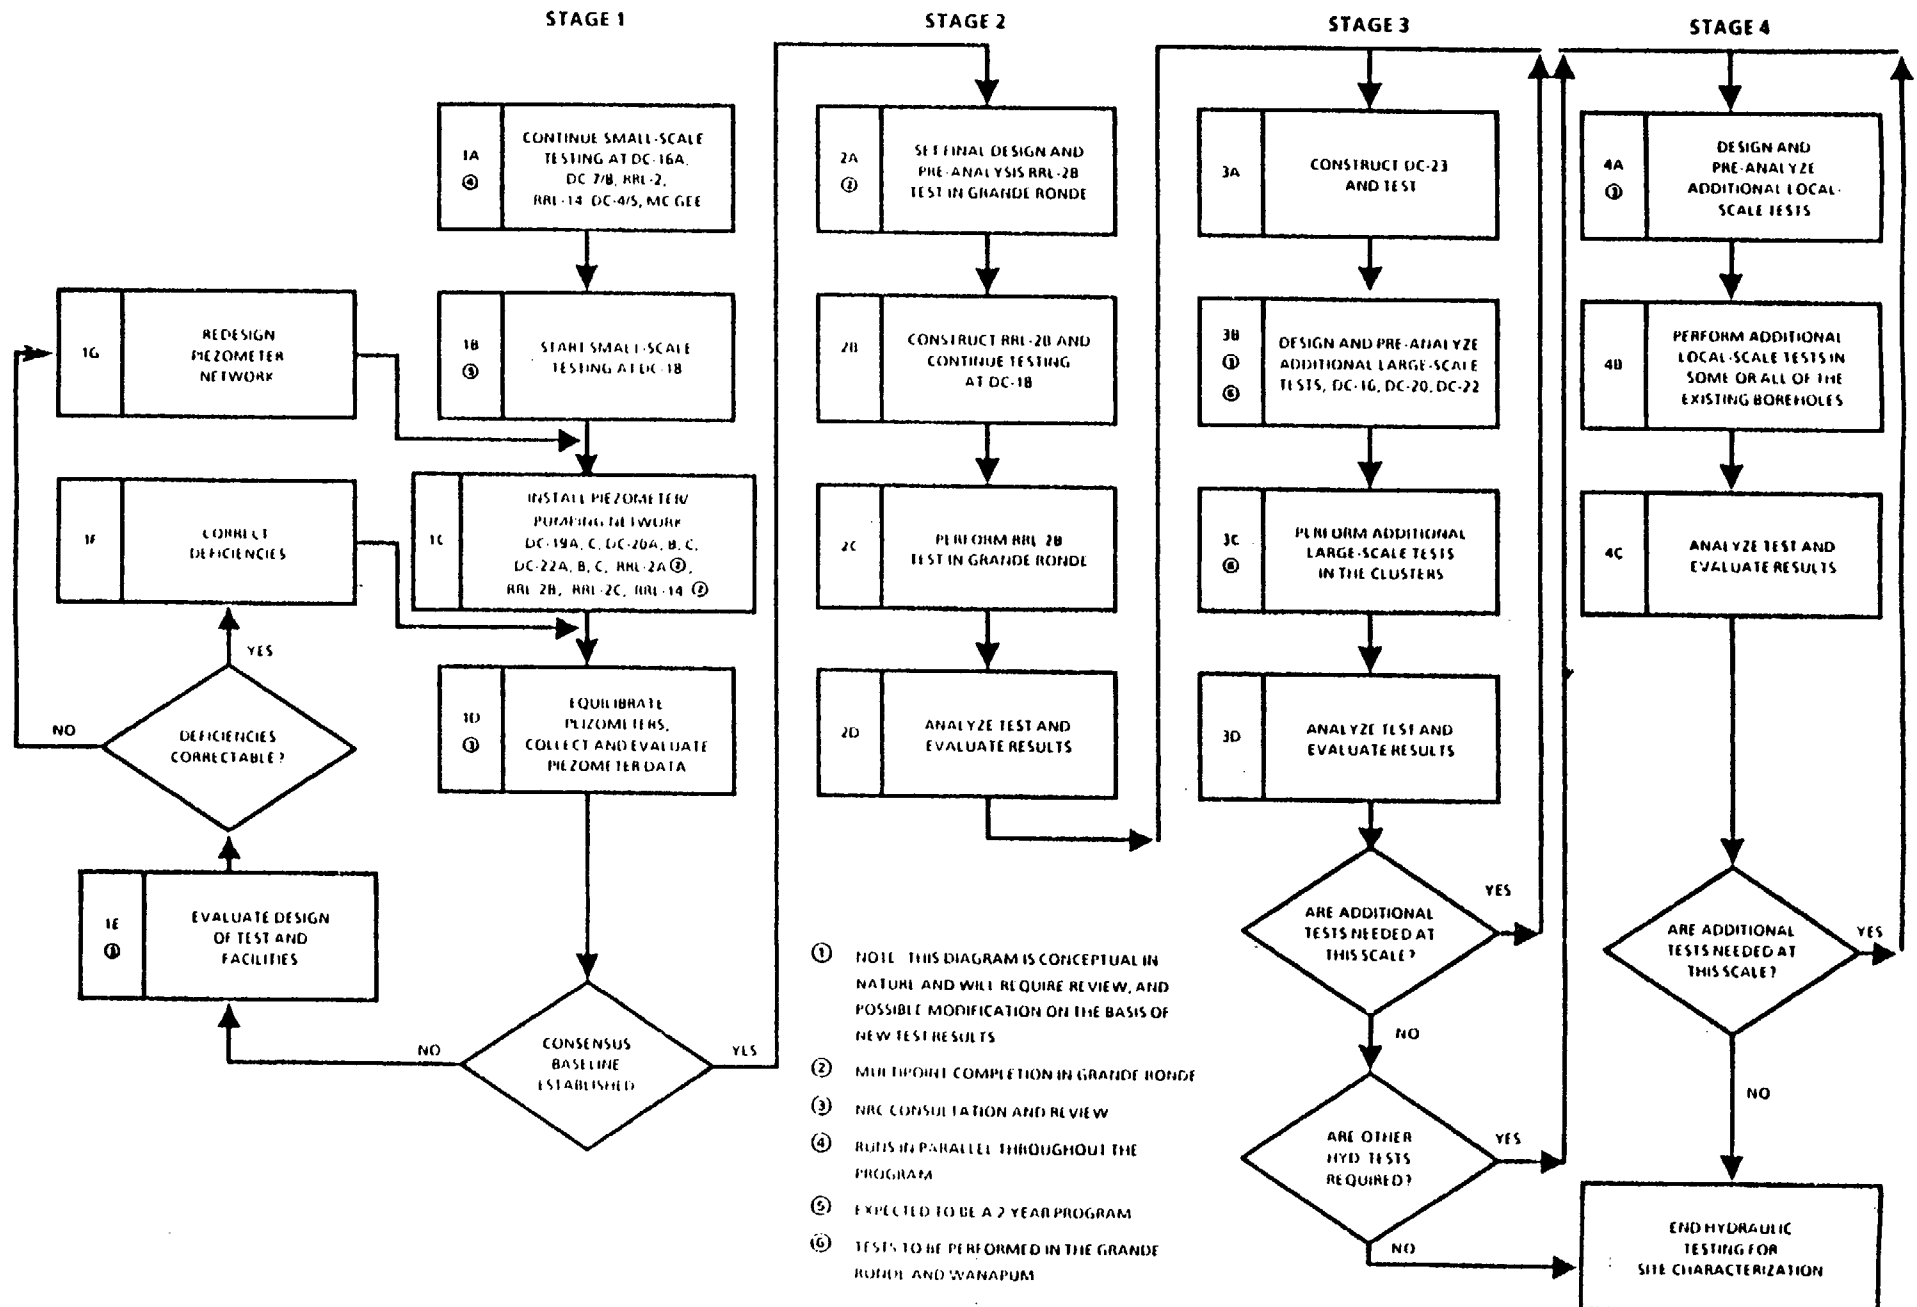 STAGE 1
1A
④
CONTINUE SMALL-SCALE
TESTING AT DC-16A,
DC 7/8, RRL-2,
RRL-14 DC-4/5, MC GEE
1B
⑤
START SMALL-SCALE
TESTING AT DC-18
1G
REDESIGN
PIEZOMETER
NETWORK
1C
INSTALL PIEZOMETER/
PUMPING NETWORK
DC-19A, C, DC-20A, B, C,
DC-22A, B, C, RRL-2A ②,
RRL 2B, RRL-2C, RRL-14 ②
1F
CORRECT
DEFICIENCIES
YES
NO
DEFICIENCIES
CORRECTABLE?
1D
③
EQUILIBRATE
PEIZOMETERS,
COLLECT AND EVALUATE
PIEZOMETER DATA
1E
③
EVALUATE DESIGN
OF TEST AND
FACILITIES
NO
CONSENSUS
BASELINE
ESTABLISHED
YES
STAGE 2
2A
②
SET FINAL DESIGN AND
PRE-ANALYSIS RRL-2B
TEST IN GRANDE RONDE
2B
CONSTRUCT RRL-2B AND
CONTINUE TESTING
AT DC-18
2C
PERFORM RRL 2B
TEST IN GRANDE RONDE
2D
ANALYZE TEST AND
EVALUATE RESULTS
① NOTE THIS DIAGRAM IS CONCEPTUAL IN
NATURE AND WILL REQUIRE REVIEW, AND
POSSIBLE MODIFICATION ON THE BASIS OF
NEW TEST RESULTS
② MULTIPOINT COMPLETION IN GRANDE RONDE
③ NRC CONSULTATION AND REVIEW
④ RUNS IN PARALLEL THROUGHOUT THE
PROGRAM
⑤ EXPECTED TO BE A 2 YEAR PROGRAM
⑥ TESTS TO BE PERFORMED IN THE GRANDE
RONDE AND WANAPUM
STAGE 3
3A
CONSTRUCT DC-23
AND TEST
3B
③
⑥
DESIGN AND PRE-ANALYZE
ADDITIONAL LARGE-SCALE
TESTS, DC-16, DC-20, DC-22
3C
⑥
PERFORM ADDITIONAL
LARGE-SCALE TESTS
IN THE CLUSTERS
3D
ANALYZE TEST AND
EVALUATE RESULTS
ARE ADDITIONAL
TESTS NEEDED AT
THIS SCALE?
YES
NO
ARE OTHER
HYD TESTS
REQUIRED?
YES
NO
STAGE 4
4A
③
DESIGN AND
PRE-ANALYZE
ADDITIONAL LOCAL-
SCALE TESTS
4B
PERFORM ADDITIONAL
LOCAL-SCALE TESTS IN
SOME OR ALL OF THE
EXISTING BOREHOLES
4C
ANALYZE TEST AND
EVALUATE RESULTS
ARE ADDITIONAL
TESTS NEEDED AT
THIS SCALE?
YES
NO
END HYDRAULIC
TESTING FOR
SITE CHARACTERIZATION